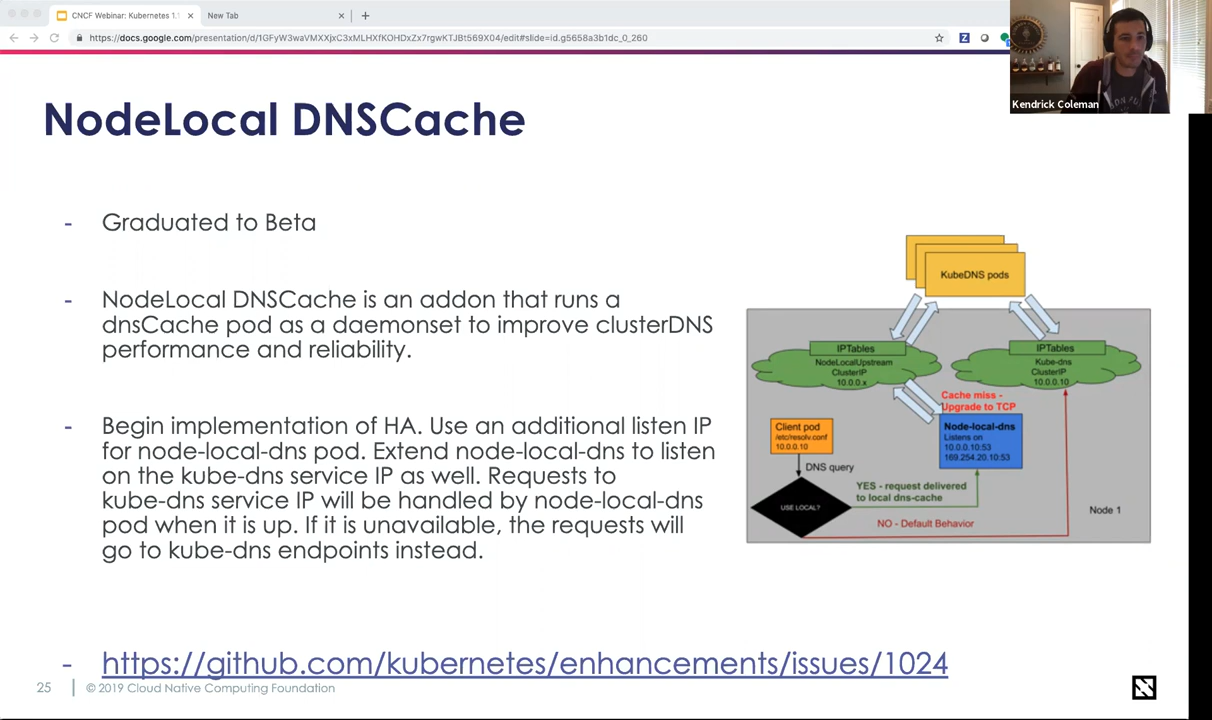 CNCF Webinar: Kubernetes 1.
New Tab
https://docs.google.com/presentation/d/1GFyW3waVMXXjxC3xMLHXfKOHDxZx7rgwKTJbt569X04/edit#slide=id.g5658a3b1dc_0_260
Z
Kendrick Coleman
NodeLocal DNSCache
- Graduated to Beta
- NodeLocal DNSCache is an addon that runs a
dnsCache pod as a daemonset to improve clusterDNS
performance and reliability.
- Begin implementation of HA. Use an additional listen IP
for node-local-dns pod. Extend node-local-dns to listen
on the kube-dns service IP as well. Requests to
kube-dns service IP will be handled by node-local-dns
pod when it is up. If it is unavailable, the requests will
go to kube-dns endpoints instead.
- https://github.com/kubernetes/enhancements/issues/1024
KubeDNS pods
IPTables
NodeLocalUpstream
ClusterIP
10.0.0.x
IPTables
Kube-dns
ClusterIP
10.0.0.10
Cache miss -
Upgrade to TCP
Client pod
/etc/resolv.conf
10.0.0.10
Node-local-dns
Listens on
10.0.0.10:53
169.254.20.10:53
DNS query
YES - request delivered
to local dns-cache
USE LOCAL?
NO - Default Behavior
Node 1
25
© 2019 Cloud Native Computing Foundation